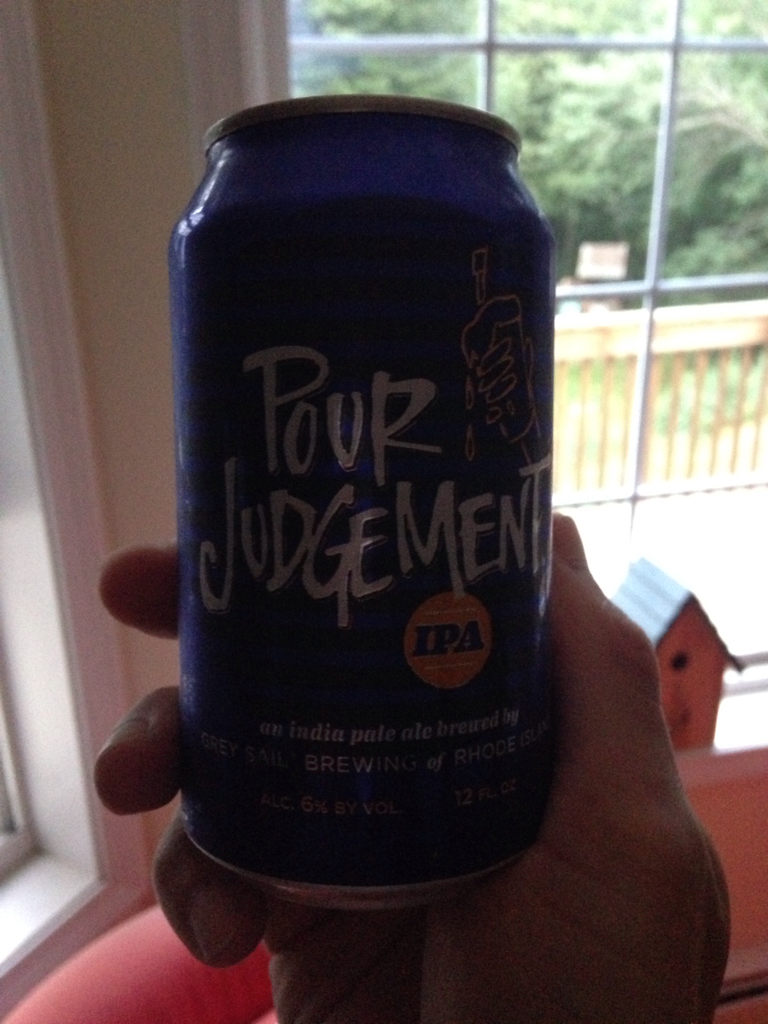 POUR
JUDGEMENT
IPA
an india pale ale brewed by
GREY SAIL BREWING of RHODE ISLAND
ALC. 6% BY VOL. 12 FL. OZ